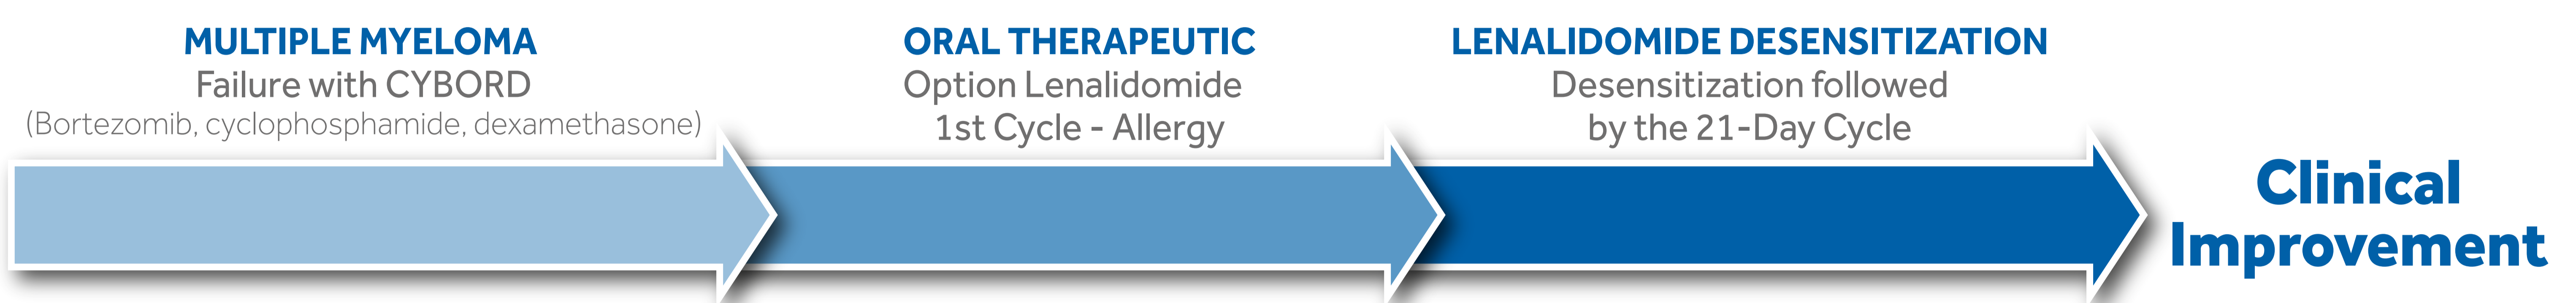 MULTIPLE MYELOMA
Failure with CYBORD
(Bortezomib, cyclophosphamide, dexamethasone)
ORAL THERAPEUTIC
Option Lenalidomide
1st Cycle - Allergy
LENALIDOMIDE DESENSITIZATION
Desensitization followed
by the 21-Day Cycle
Clinical
Improvement